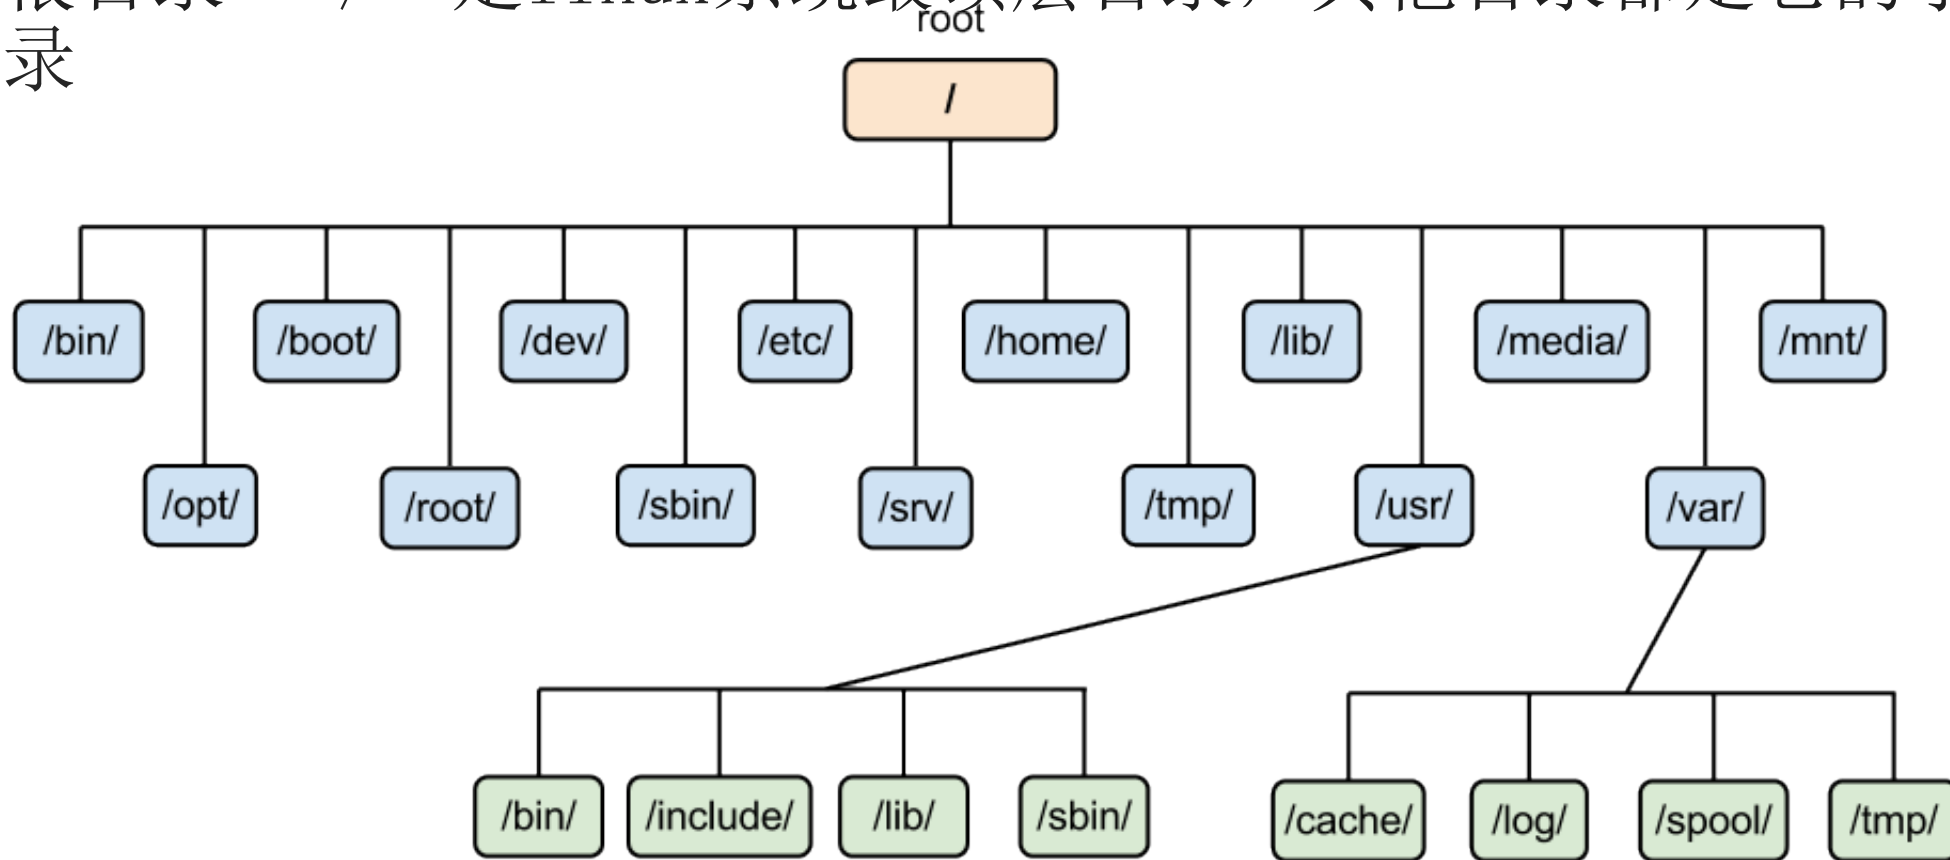 录
root
/
/bin/ /boot/ /dev/ /etc/ /home/ /lib/ /media/ /mnt/
/opt/ /root/ /sbin/ /srv/ /tmp/ /usr/ /var/
/bin/ /include/ /lib/ /sbin/ /cache/ /log/ /spool/ /tmp/